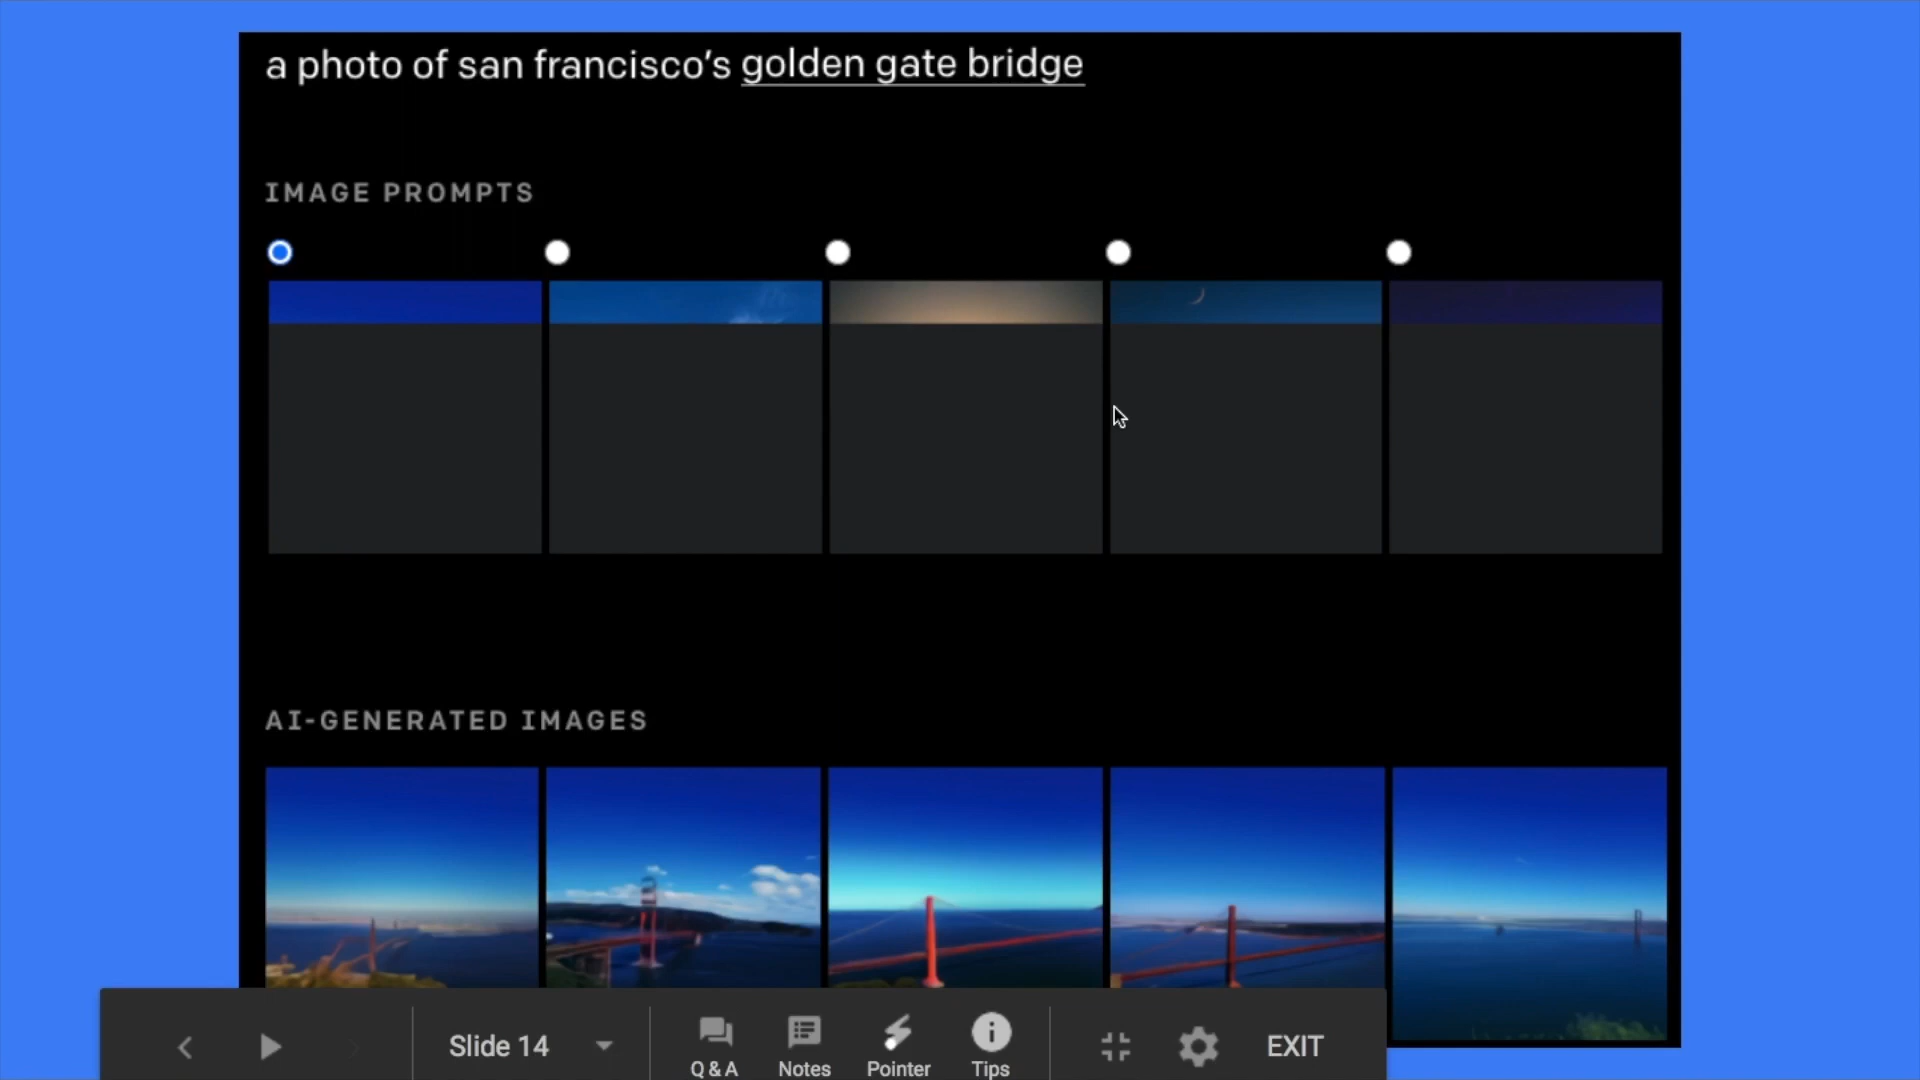 a photo of san francisco’s golden gate bridge
IMAGE PROMPTS
AI-GENERATED IMAGES
Slide 14
Q & A
Notes
Pointer
Tips
EXIT